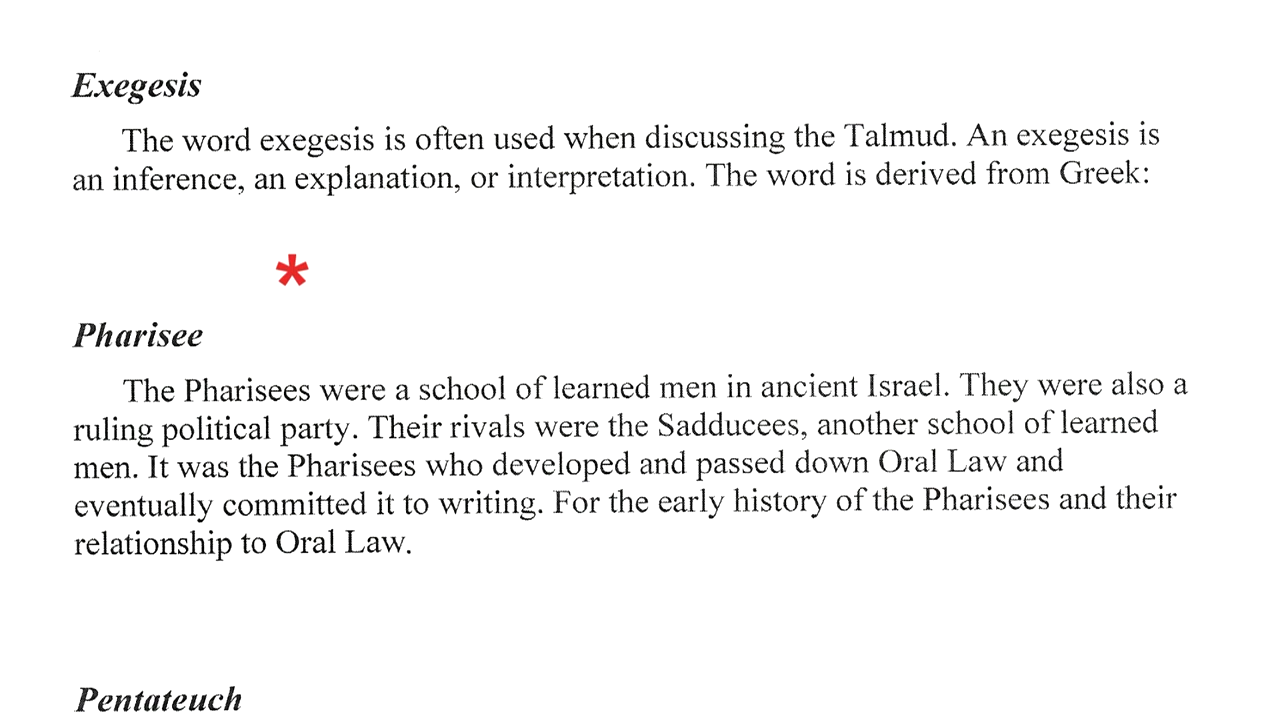 Exegesis
The word exegesis is often used when discussing the Talmud. An exegesis is
an inference, an explanation, or interpretation. The word is derived from Greek:
*
Pharisee
The Pharisees were a school of learned men in ancient Israel. They were also a
ruling political party. Their rivals were the Sadducees, another school of learned
men. It was the Pharisees who developed and passed down Oral Law and
eventually committed it to writing. For the early history of the Pharisees and their
relationship to Oral Law.
Pentateuch